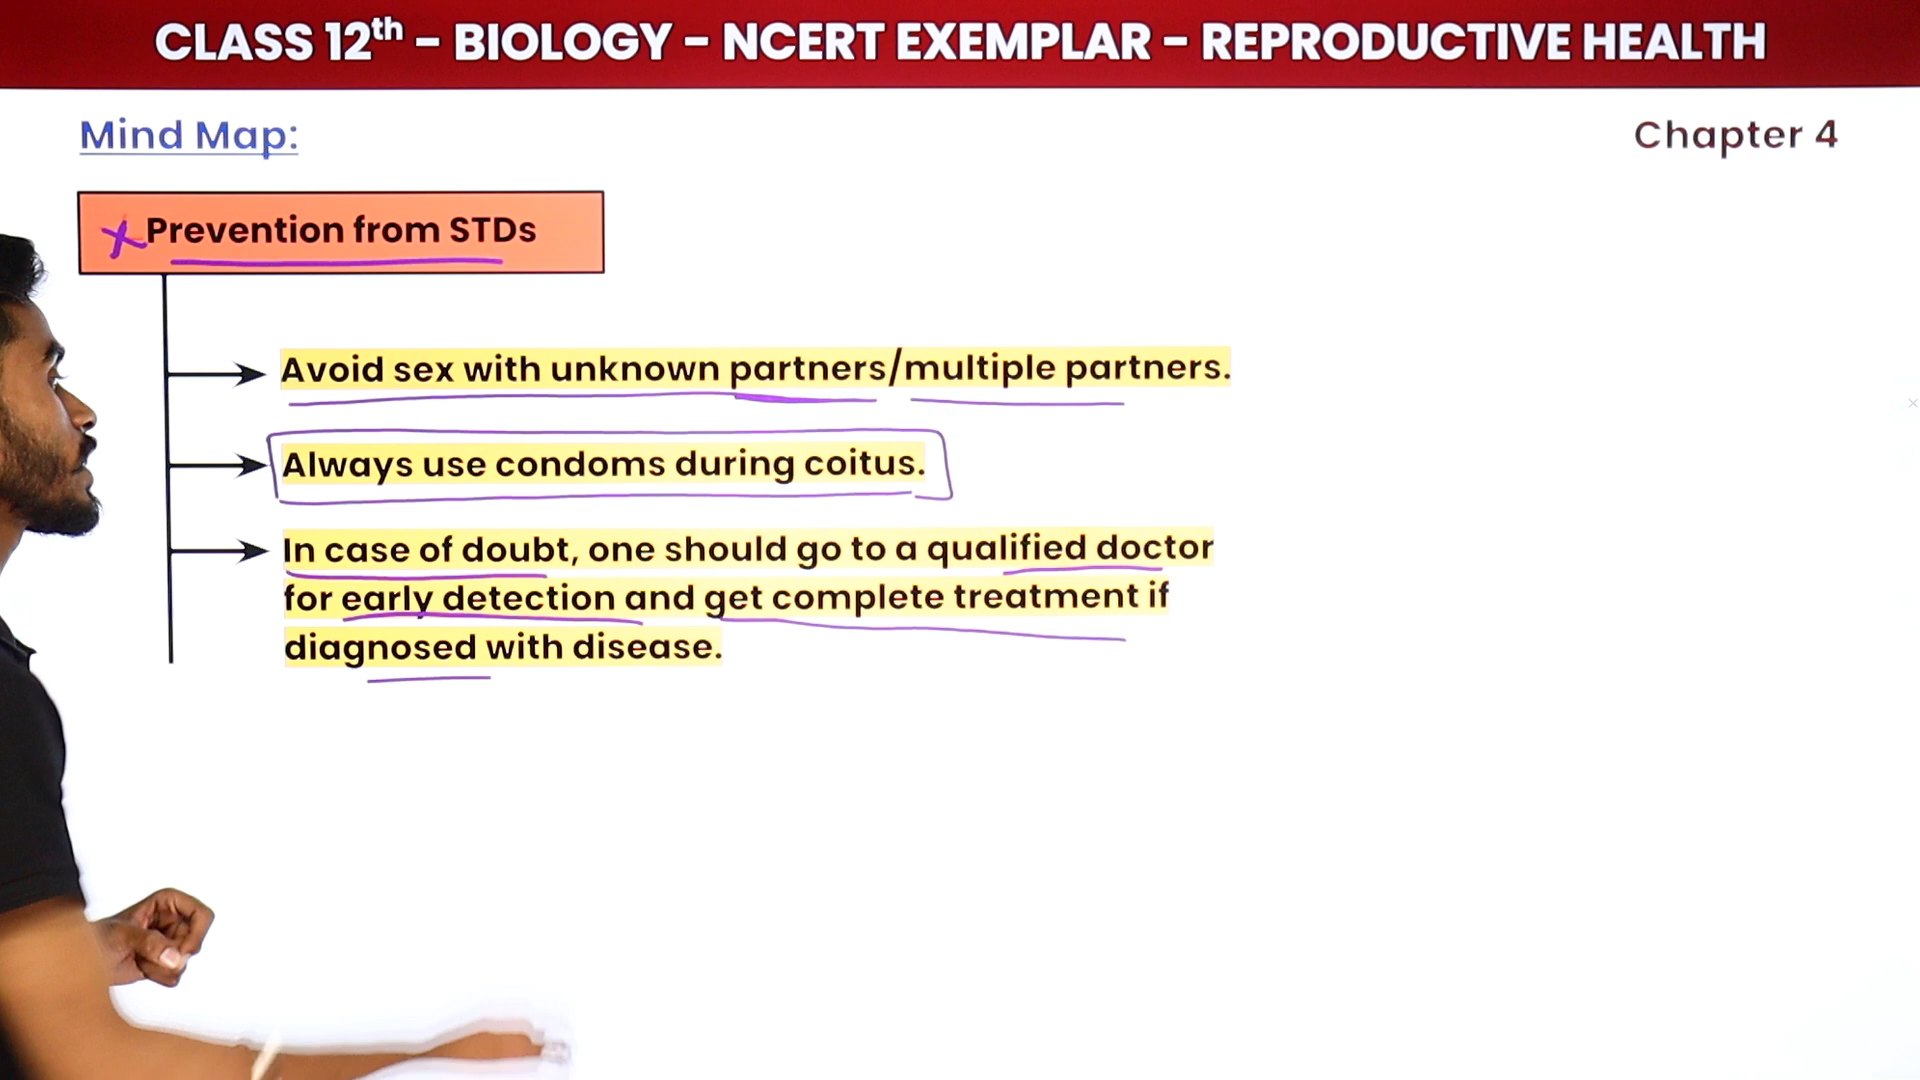 CLASS 12th - BIOLOGY - NCERT EXEMPLAR - REPRODUCTIVE HEALTH
Mind Map:
Chapter 4
Prevention from STDs
Avoid sex with unknown partners/multiple partners.
Always use condoms during coitus.
In case of doubt, one should go to a qualified doctor
for early detection and get complete treatment if
diagnosed with disease.